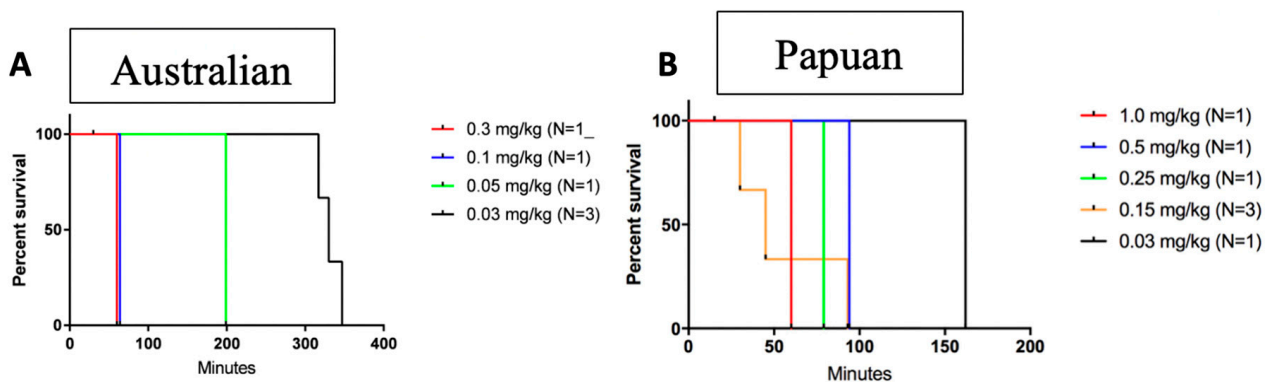 A
Australian
100
50
0
0 100 200 300 400
Percent survival
Minutes
0.3 mg/kg (N=1_
0.1 mg/kg (N=1)
0.05 mg/kg (N=1)
0.03 mg/kg (N=3)
B
Papuan
100
50
0
0 50 100 150 200
Percent survival
Minutes
1.0 mg/kg (N=1)
0.5 mg/kg (N=1)
0.25 mg/kg (N=1)
0.15 mg/kg (N=3)
0.03 mg/kg (N=1)